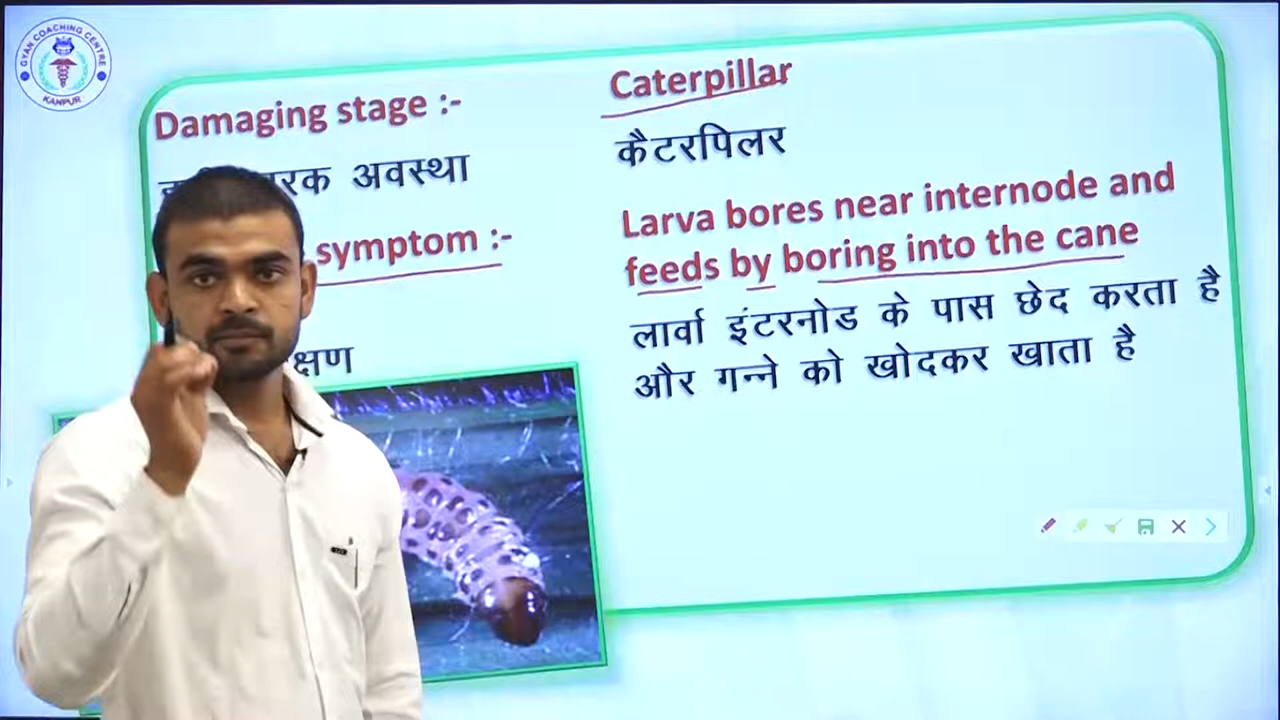 GYAN COACHING CENTRE
KANPUR
Damaging stage :-
अवस्था
symptom :-
Caterpillar
कैटरपिलर
Larva bores near internode and
feeds by boring into the cane
लार्वा इंटरनोड के पास छेद करता है
और गन्ने को खोदकर खाता है